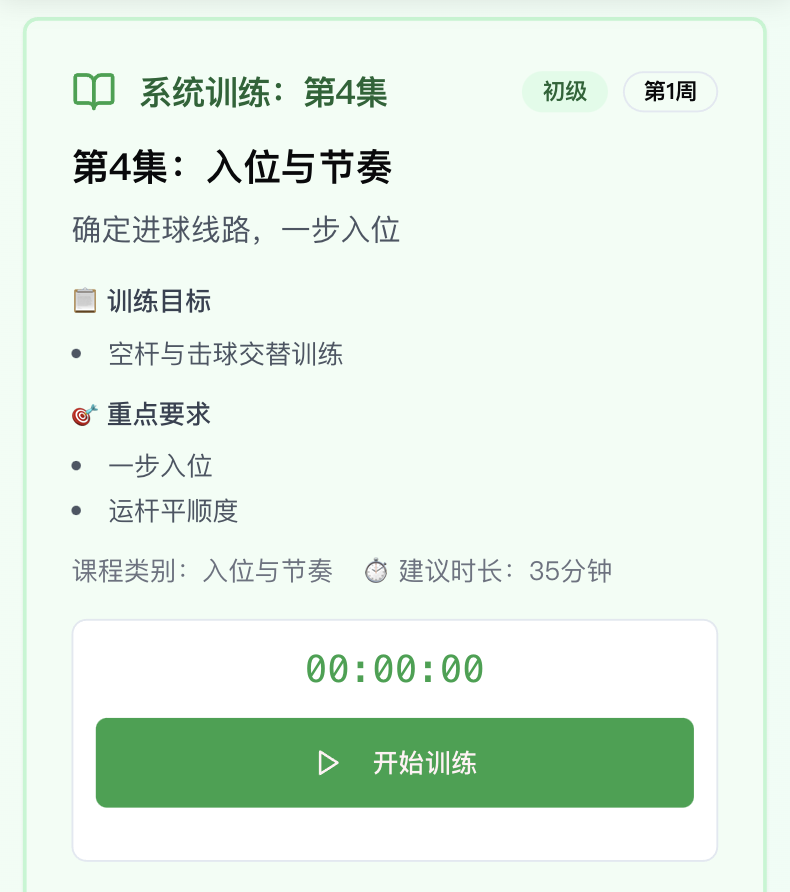 系统训练：第4集
初级
第1周
第4集：入位与节奏
确定进球线路，一步入位
📋 训练目标
• 空杆与击球交替训练
🎯 重点要求
• 一步入位
• 运杆平顺度
课程类别：入位与节奏 ⏱️ 建议时长：35分钟
00:00:00
开始训练